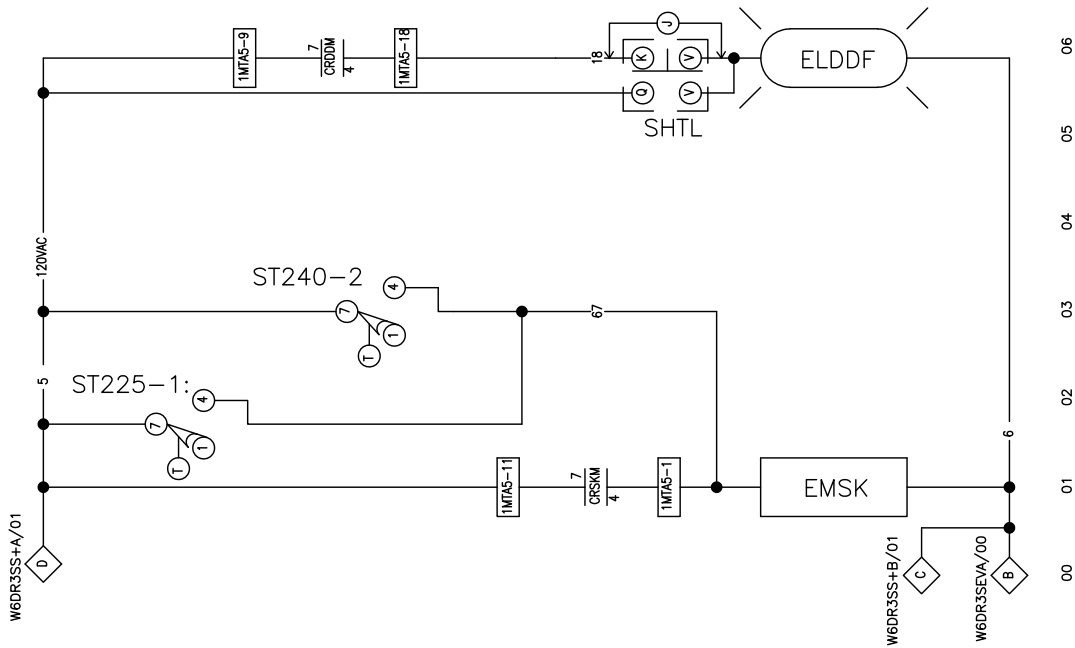 06
05
04
03
02
01
00
1MTA5-9
7
CRDDM
4
1MTA5-18
18
J
K
V
Q
V
SHTL
ELDDF
120VAC
ST240-2
7
4
T
1
67
5
ST225-1:
7
4
T
1
1MTA5-11
7
CRSKM
4
1MTA5-1
EMSK
6
W6DR3SS+A/01
D
W6DR3SS+B/01
C
W6DR3SEVA/00
B